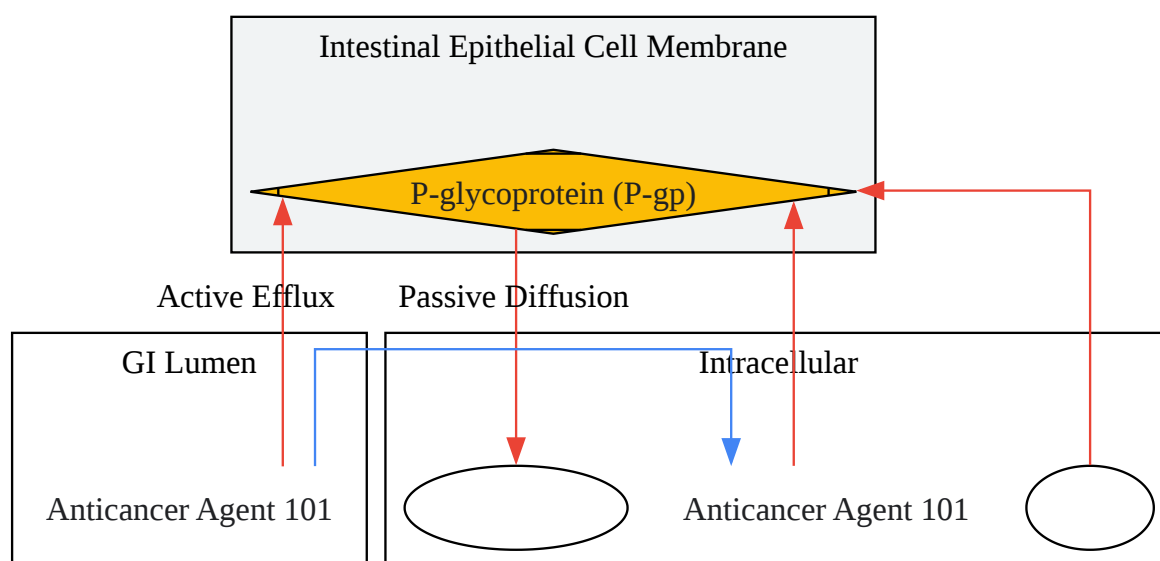 Intestinal Epithelial Cell Membrane
P-glycoprotein (P-gp)
Active Efflux
Passive Diffusion
GI Lumen
Intracellular
Anticancer Agent 101
Anticancer Agent 101